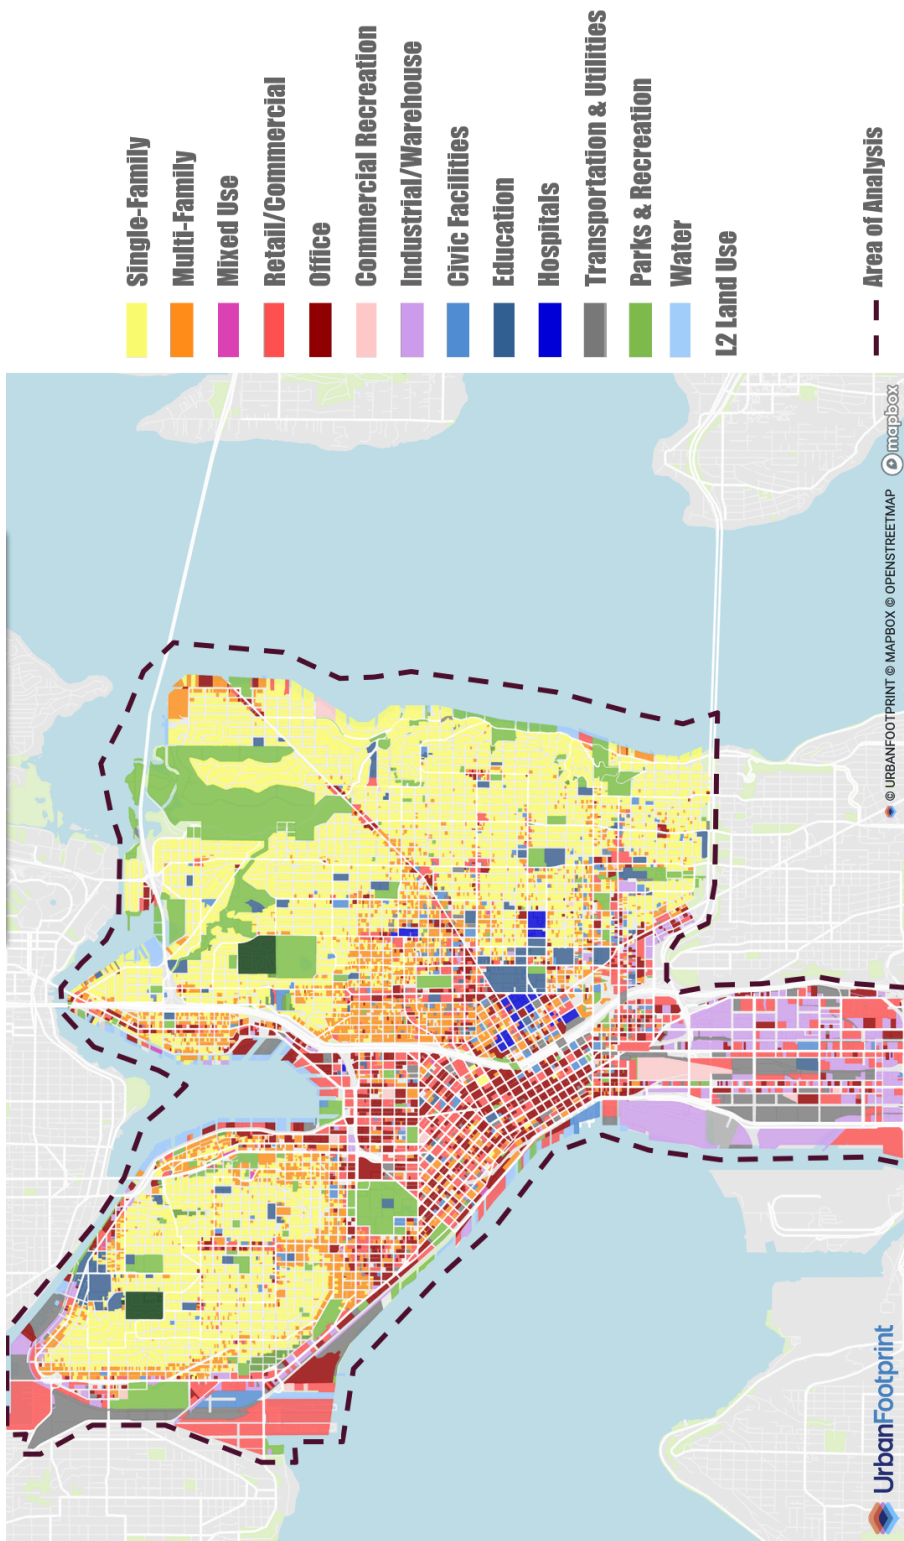 Single-Family
Multi-Family
Mixed Use
Retail/Commercial
Office
Commercial Recreation
Industrial/Warehouse
Civic Facilities
Education
Hospitals
Transportation & Utilities
Parks & Recreation
Water
L2 Land Use
Area of Analysis
UrbanFootprint
© URBANFOOTPRINT © MAPBOX © OPENSTREETMAP
mapbox